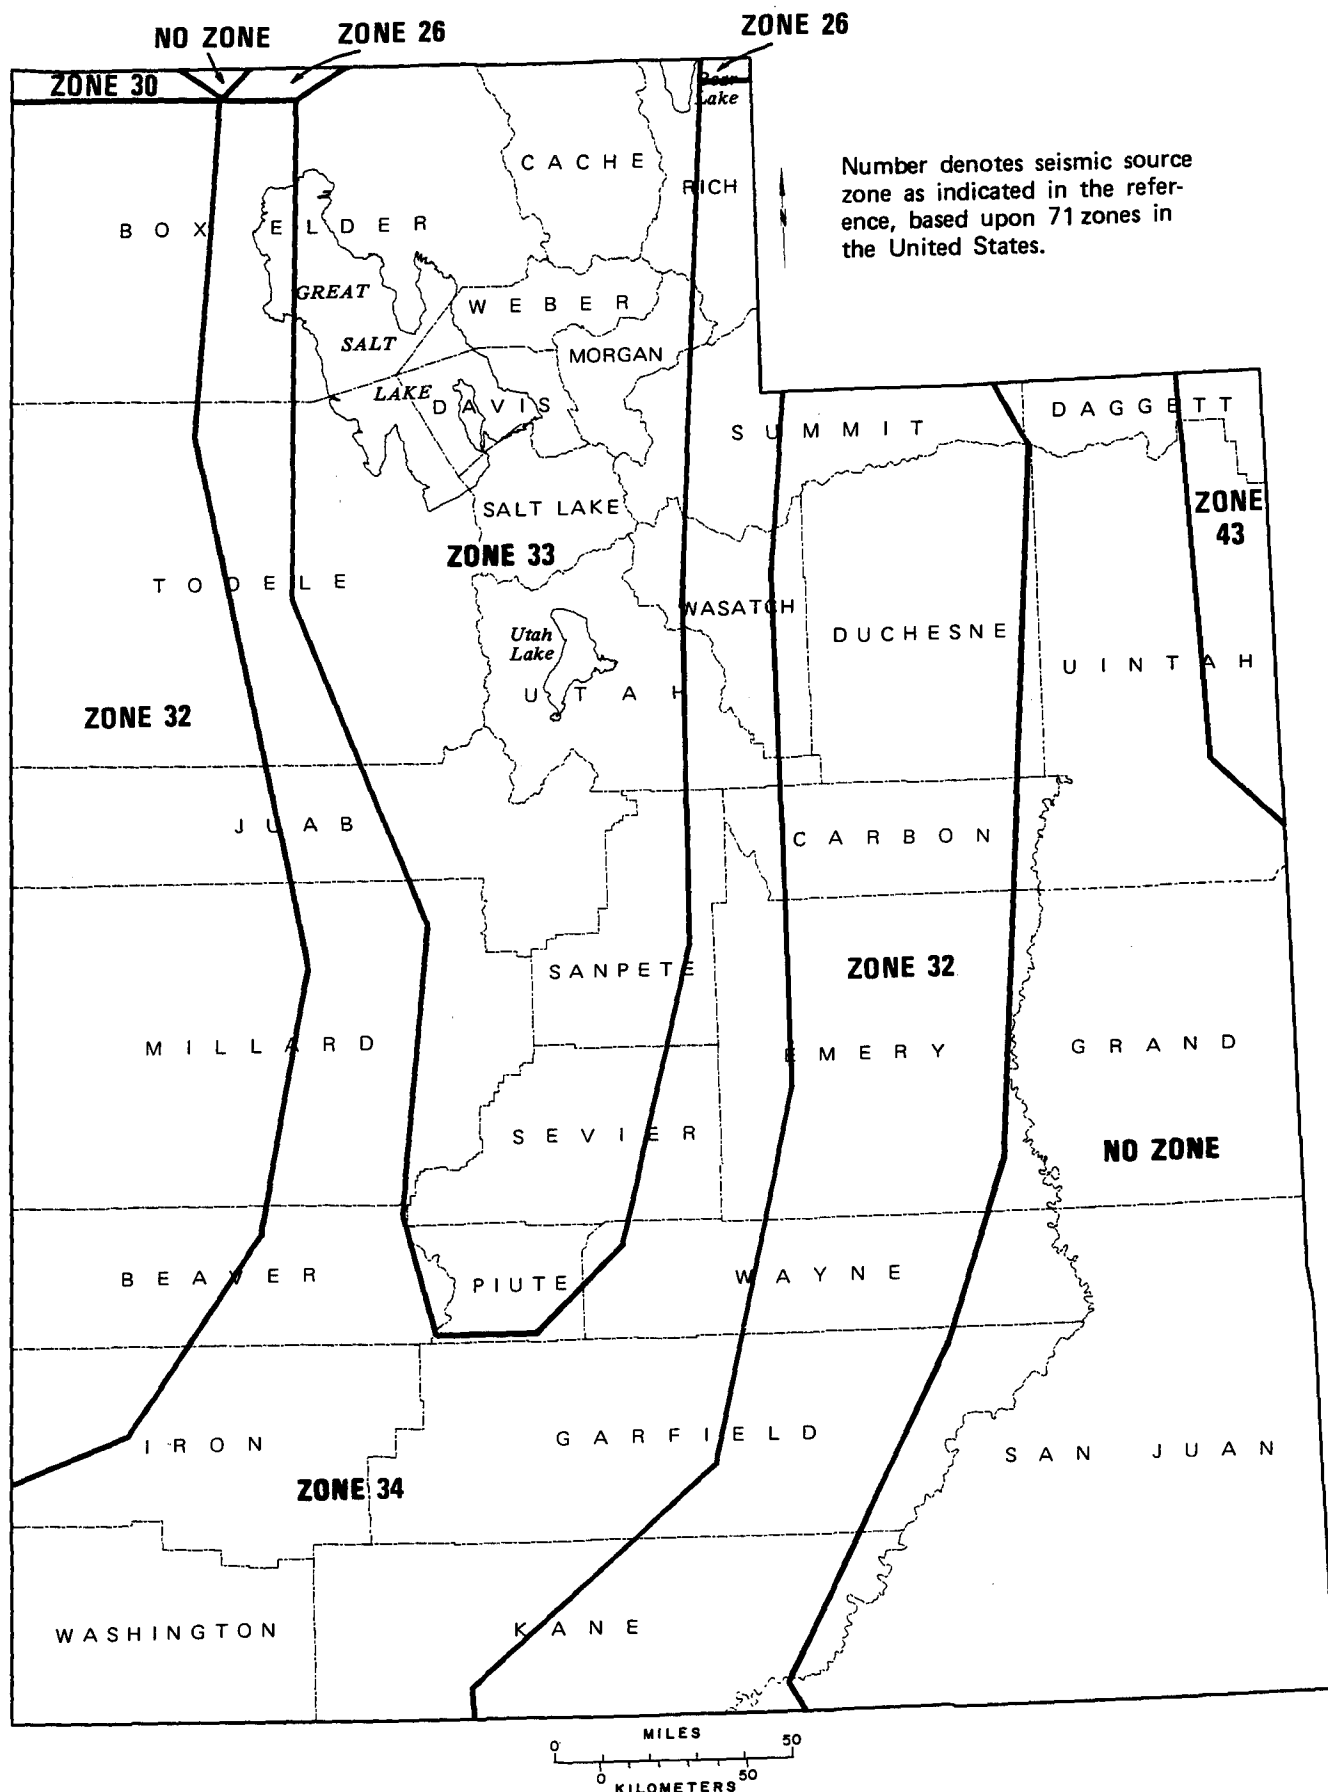 NO ZONE
ZONE 26
ZONE 26
ZONE 30
Bear
Lake
CACHE
RICH
Number denotes seismic source
zone as indicated in the refer-
ence, based upon 71 zones in
the United States.
BOX ELDER
GREAT
SALT
LAKE
WEBER
MORGAN
DAVIS
SUMMIT
DAGGETT
SALT LAKE
ZONE
43
ZONE 33
TOOELE
WASATCH
Utah
Lake
DUCHESNE
UINTAH
UTAH
ZONE 32
JUAB
CARBON
SANPETE
ZONE 32
MILLARD
EMERY
GRAND
SEVIER
NO ZONE
BEAVER
PIUTE
WAYNE
IRON
GARFIELD
SAN JUAN
ZONE 34
WASHINGTON
KANE
MILES
0 50
0 50
KILOMETERS